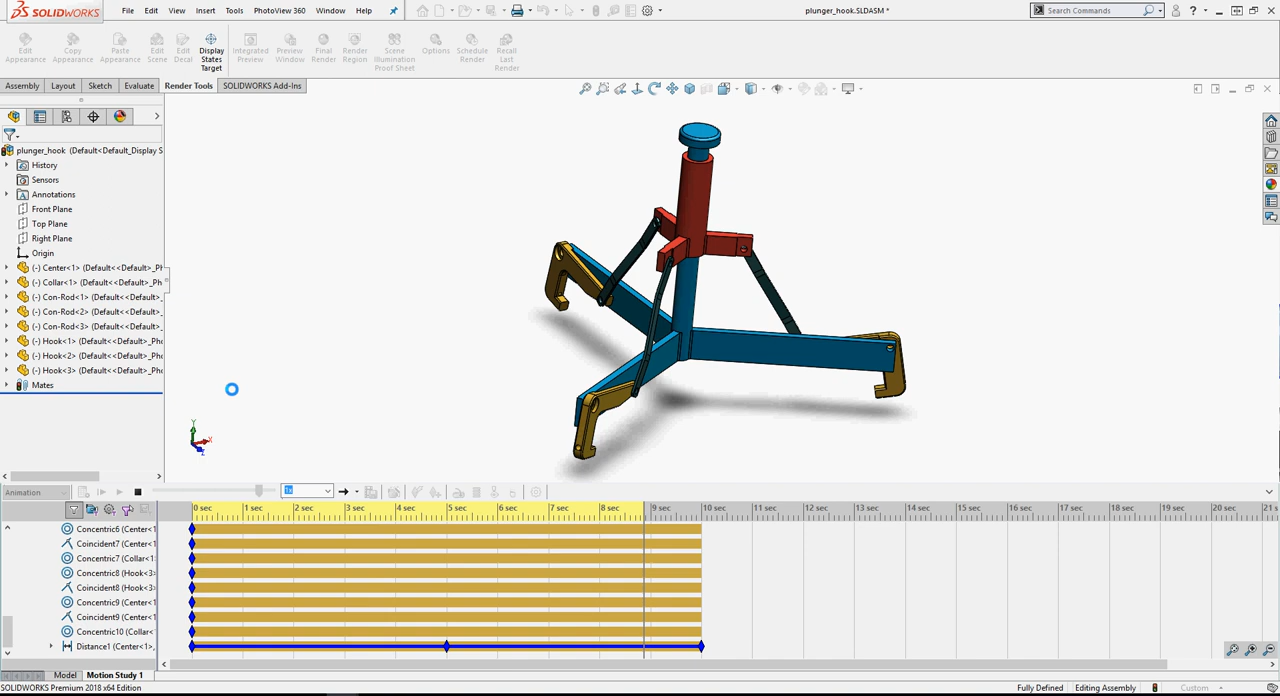 SOLIDWORKS File Edit View Insert Tools PhotoView 360 Window Help plunger_hook.SLDASM * Search Commands ?
Edit Appearance Copy Appearance Paste Appearance Edit Scene Edit Decal Display States Target Integrated Preview Preview Window Final Render Render Region Scene Illumination Proof Sheet Options Schedule Render Recall Last Render
Assembly Layout Sketch Evaluate Render Tools SOLIDWORKS Add-Ins
plunger_hook (Default<Default_Display S
History
Sensors
Annotations
Front Plane
Top Plane
Right Plane
Origin
(-) Center<1> (Default<<Default>_Ph
(-) Collar<1> (Default<<Default>_Ph
(-) Con-Rod<1> (Default<<Default>_
(-) Con-Rod<2> (Default<<Default>_
(-) Con-Rod<3> (Default<<Default>_
(-) Hook<1> (Default<<Default>_Pho
(-) Hook<2> (Default<<Default>_Pho
(-) Hook<3> (Default<<Default>_Pho
Mates
Y
X
Z
Animation 1x
0 sec 1 sec 2 sec 3 sec 4 sec 5 sec 6 sec 7 sec 8 sec 9 sec 10 sec 11 sec 12 sec 13 sec 14 sec 15 sec 16 sec 17 sec 18 sec 19 sec 20 sec 21 s
Concentric6 (Center<1
Coincident7 (Center<1
Concentric7 (Collar<1>
Concentric8 (Hook<3>
Coincident8 (Hook<3>
Concentric9 (Center<1
Coincident9 (Center<1
Concentric10 (Collar<
Distance1 (Center<1>,
Model Motion Study 1
SOLIDWORKS Premium 2018 x64 Edition Fully Defined Editing Assembly Custom